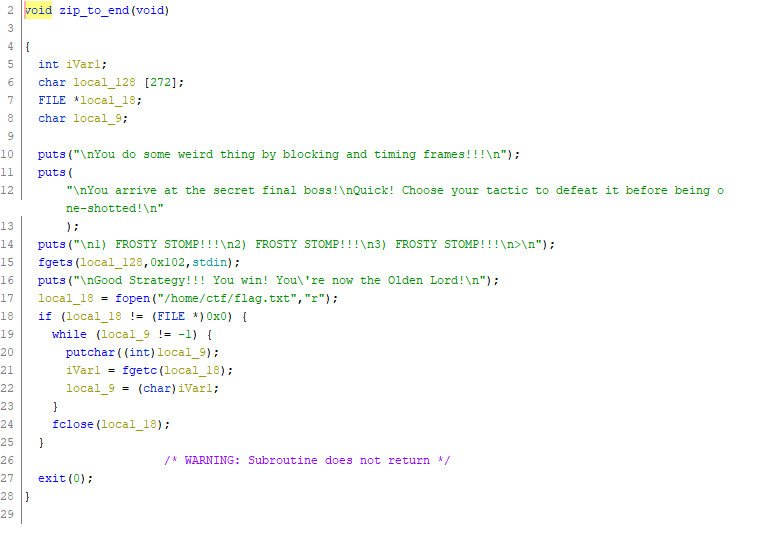 2 void zip_to_end(void)
3
4 {
5 int iVar1;
6 char local_128 [272];
7 FILE *local_18;
8 char local_9;
9
10 puts("\nYou do some weird thing by blocking and timing frames!!!\n");
11 puts(
12 "\nYou arrive at the secret final boss!\nQuick! Choose your tactic to defeat it before being o
ne-shotted!\n"
13 );
14 puts("\n1) FROSTY STOMP!!!\n2) FROSTY STOMP!!!\n3) FROSTY STOMP!!!\n>\n");
15 fgets(local_128,0x102,stdin);
16 puts("\nGood Strategy!!! You win! You\'re now the Olden Lord!\n");
17 local_18 = fopen("/home/ctf/flag.txt","r");
18 if (local_18 != (FILE *)0x0) {
19 while (local_9 != -1) {
20 putchar((int)local_9);
21 iVar1 = fgetc(local_18);
22 local_9 = (char)iVar1;
23 }
24 fclose(local_18);
25 }
26 /* WARNING: Subroutine does not return */
27 exit(0);
28 }
29